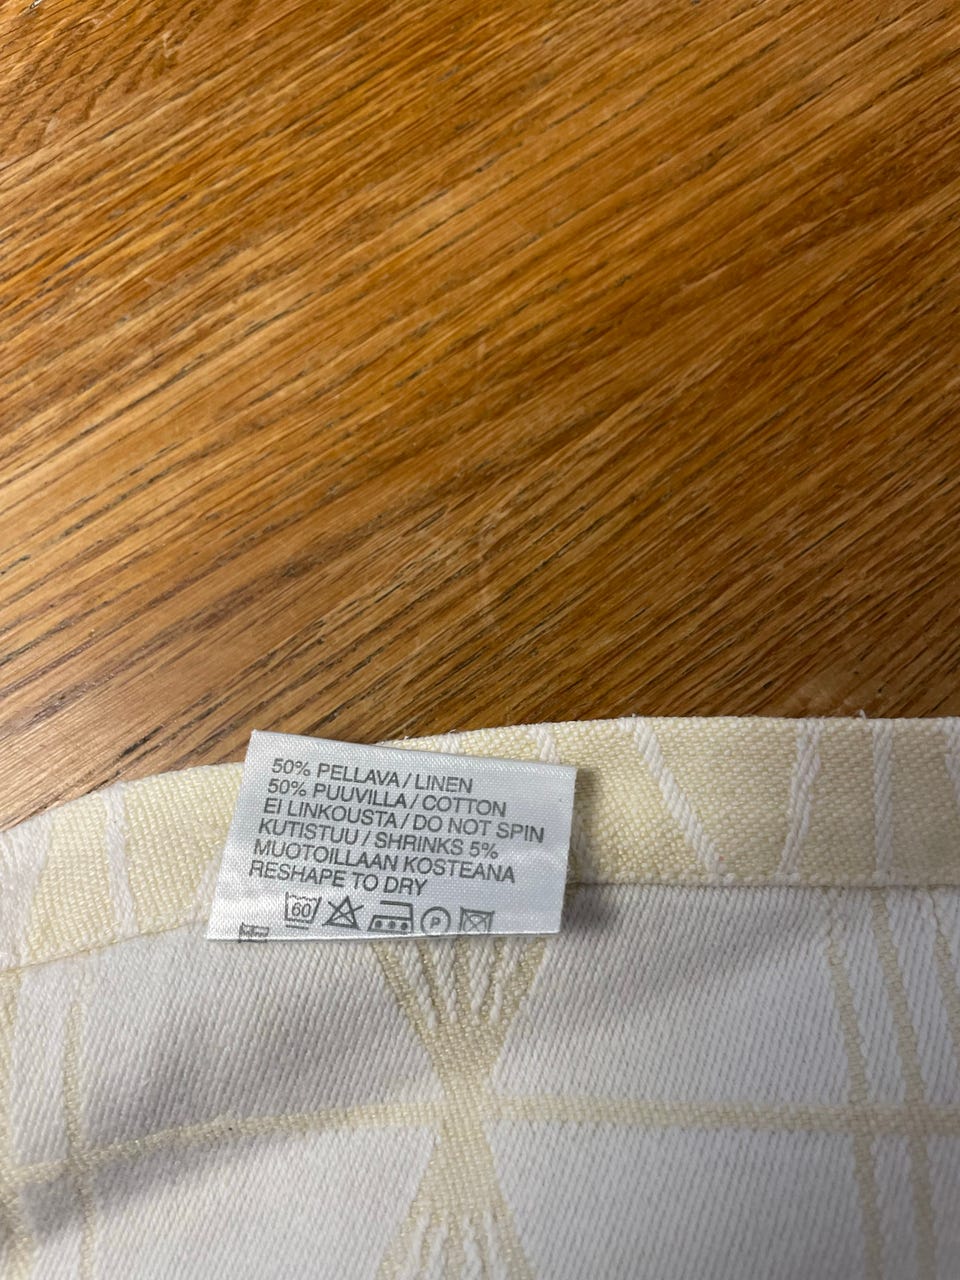 50% PELLAVA / LINEN
50% PUUVILLA / COTTON
EI LINKOUSTA / DO NOT SPIN
KUTISTUU / SHRINKS 5%
MUOTOILLAAN KOSTEANA
RESHAPE TO DRY
60 P